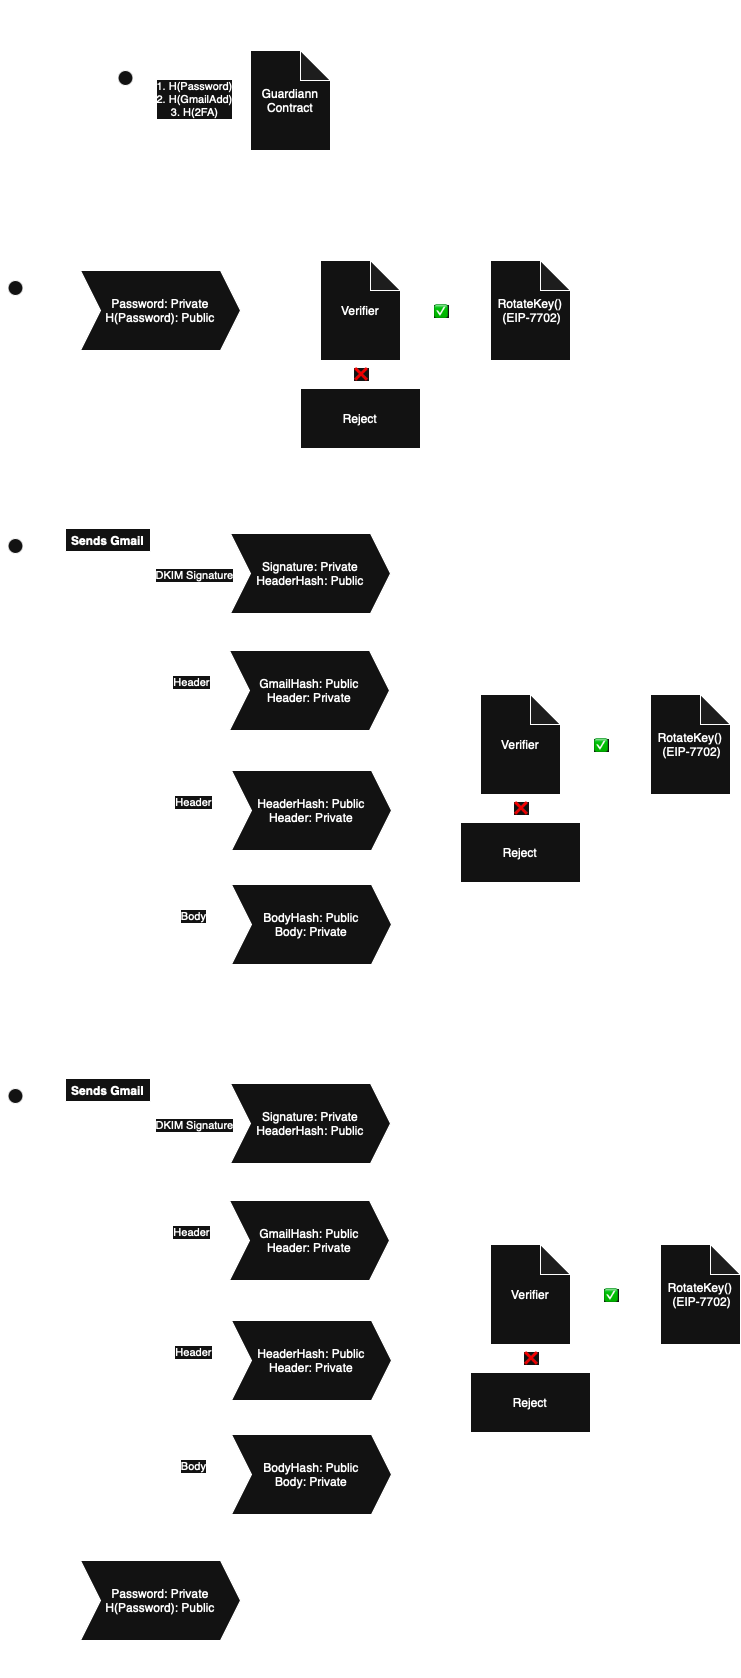 1. H(Password)
2. H(GmailAdd)
3. H(2FA)
Guardiann
Contract
Password: Private
H(Password): Public
Verifier
RotateKey()
(EIP-7702)
Reject
Sends Gmail
DKIM Signature
Signature: Private
HeaderHash: Public
Header
GmailHash: Public
Header: Private
Verifier
RotateKey()
(EIP-7702)
Header
HeaderHash: Public
Header: Private
Reject
Body
BodyHash: Public
Body: Private
Sends Gmail
DKIM Signature
Signature: Private
HeaderHash: Public
Header
GmailHash: Public
Header: Private
Verifier
RotateKey()
(EIP-7702)
Header
HeaderHash: Public
Header: Private
Reject
Body
BodyHash: Public
Body: Private
Password: Private
H(Password): Public